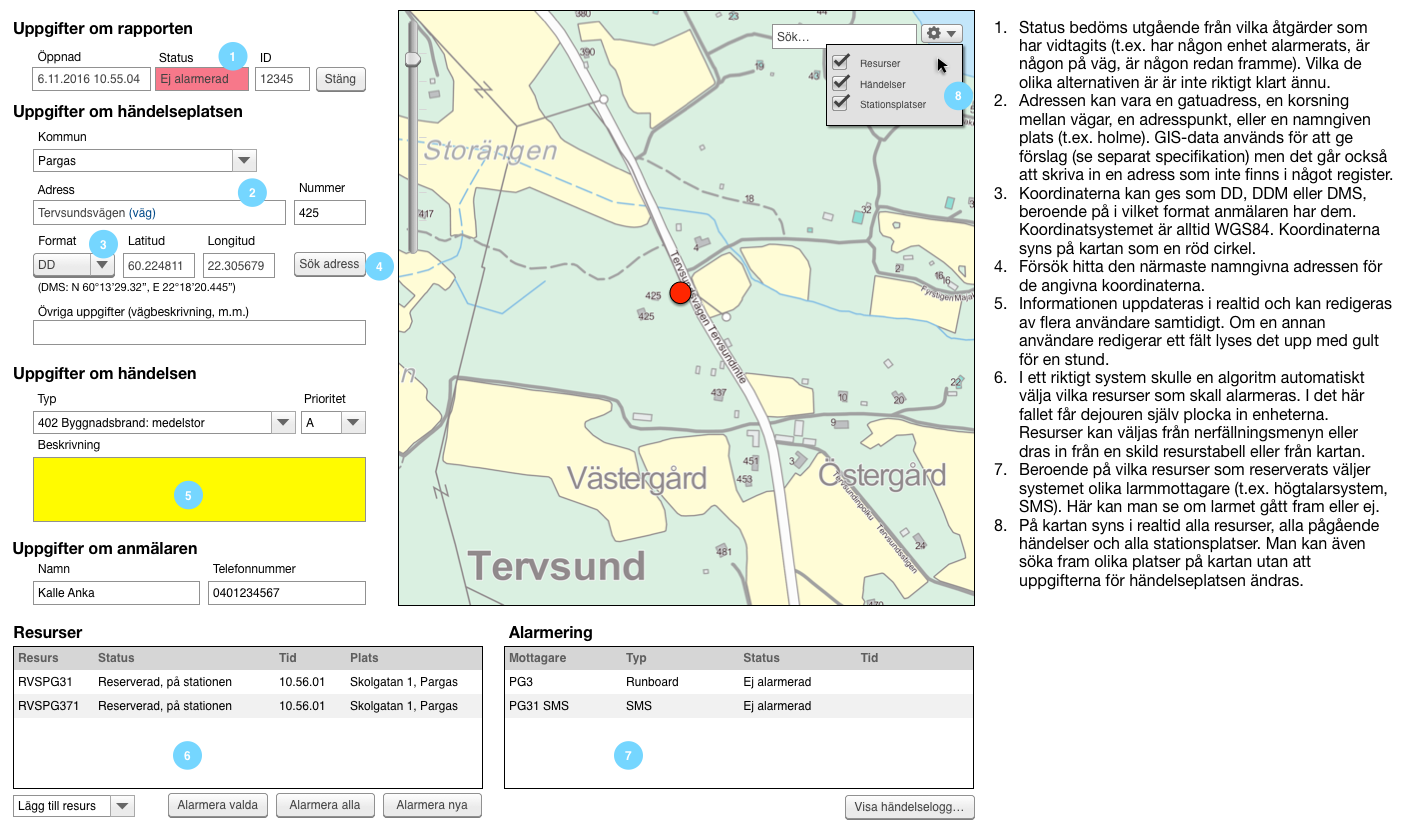 Uppgifter om rapporten
Öppnad Status 1 ID
6.11.2016 10.55.04 Ej alarmerad 12345 Stäng
Uppgifter om händelseplatsen
Kommun
Pargas
Adress 2 Nummer
Tervsundsvägen (väg) 425
Format 3 Latitud Longitud
DD 60.224811 22.305679 Sök adress 4
(DMS: N 60°13'29.32", E 22°18'20.445")
Övriga uppgifter (vägbeskrivning, m.m.)
Uppgifter om händelsen
Typ Prioritet
402 Byggnadsbrand: medelstor A
Beskrivning
5
Uppgifter om anmälaren
Namn Telefonnummer
Kalle Anka 0401234567
Sök...
Resurser
Händelser
Stationsplatser
8
380
23
390
19
43
Storängen
417
18
32
4
2
16
16
Fyrstigen
425
425
Tervsundsvägen Tervsundintie
n
437
10
20
22
9
451
453
3
Västergård
Östergård
Tervsundinpolku
Tervsundsstigen
24
481
Tervsund
470
Resurser
Resurs Status Tid Plats
RVSPG31 Reserverad, på stationen 10.56.01 Skolgatan 1, Pargas
RVSPG371 Reserverad, på stationen 10.56.01 Skolgatan 1, Pargas
6
Lägg till resurs Alarmera valda Alarmera alla Alarmera nya
Alarmering
Mottagare Typ Status Tid
PG3 Runboard Ej alarmerad
PG31 SMS SMS Ej alarmerad
7
Visa händelselogg...
1. Status bedöms utgående från vilka åtgärder som
har vidtagits (t.ex. har någon enhet alarmerats, är
någon på väg, är någon redan framme). Vilka de
olika alternativen är är inte riktigt klart ännu.
2. Adressen kan vara en gatuadress, en korsning
mellan vägar, en adresspunkt, eller en namngiven
plats (t.ex. holme). GIS-data används för att ge
förslag (se separat specifikation) men det går också
att skriva in en adress som inte finns i något register.
3. Koordinaterna kan ges som DD, DDM eller DMS,
beroende på i vilket format anmälaren har dem.
Koordinatsystemet är alltid WGS84. Koordinaterna
syns på kartan som en röd cirkel.
4. Försök hitta den närmaste namngivna adressen för
de angivna koordinaterna.
5. Informationen uppdateras i realtid och kan redigeras
av flera användare samtidigt. Om en annan
användare redigerar ett fält lyses det upp med gult
för en stund.
6. I ett riktigt system skulle en algoritm automatiskt
välja vilka resurser som skall alarmeras. I det här
fallet får dejouren själv plocka in enheterna.
Resurser kan väljas från nerfällningsmenyn eller
dras in från en skild resurstabell eller från kartan.
7. Beroende på vilka resurser som reserverats väljer
systemet olika larmmottagare (t.ex. högtalarsystem,
SMS). Här kan man se om larmet gått fram eller ej.
8. På kartan syns i realtid alla resurser, alla pågående
händelser och alla stationsplatser. Man kan även
söka fram olika platser på kartan utan att
uppgifterna för händelseplatsen ändras.